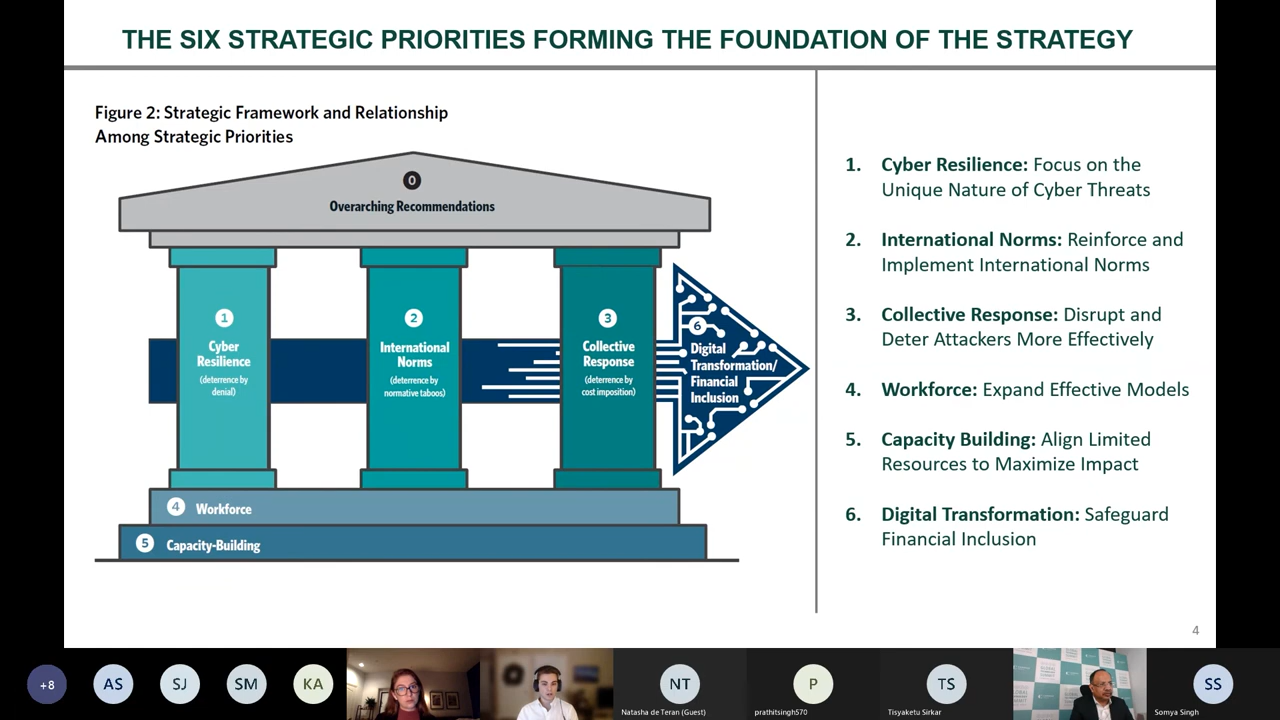 THE SIX STRATEGIC PRIORITIES FORMING THE FOUNDATION OF THE STRATEGY
Figure 2: Strategic Framework and Relationship
Among Strategic Priorities
0
Overarching Recommendations
1
Cyber
Resilience
(deterrence by
denial)
2
International
Norms
(deterrence by
normative taboos)
3
Collective
Response
(deterrence by
cost imposition)
6
Digital
Transformation/
Financial
Inclusion
4 Workforce
5 Capacity-Building
1. Cyber Resilience: Focus on the
Unique Nature of Cyber Threats
2. International Norms: Reinforce and
Implement International Norms
3. Collective Response: Disrupt and
Deter Attackers More Effectively
4. Workforce: Expand Effective Models
5. Capacity Building: Align Limited
Resources to Maximize Impact
6. Digital Transformation: Safeguard
Financial Inclusion
4
+8
AS
SJ
SM
KA
NT
Natasha de Teran (Guest)
P
prathitsingh570
TS
Tisyaketu Sirkar
SS
Somya Singh